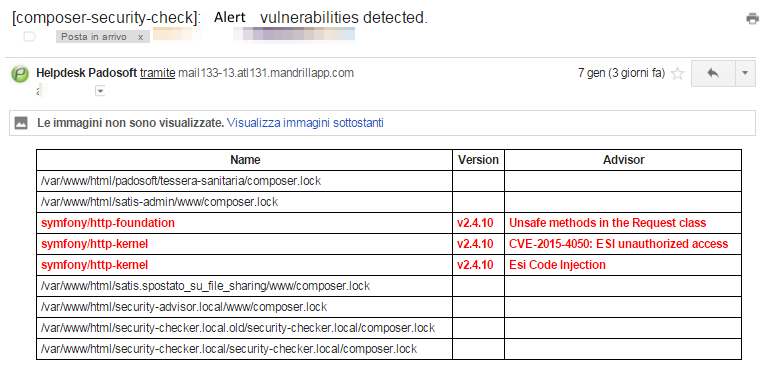 [composer-security-check]: Alert vulnerabilities detected.
Posta in arrivo x
Helpdesk Padosoft tramite mail133-13.atl131.mandrillapp.com 7 gen (3 giorni fa)
a
Le immagini non sono visualizzate. Visualizza immagini sottostanti
Name Version Advisor
/var/www/html/padosoft/tessera-sanitaria/composer.lock
/var/www/html/satis-admin/www/composer.lock
symfony/http-foundation v2.4.10 Unsafe methods in the Request class
symfony/http-kernel v2.4.10 CVE-2015-4050: ESI unauthorized access
symfony/http-kernel v2.4.10 Esi Code Injection
/var/www/html/satis.spostato_su_file_sharing/www/composer.lock
/var/www/html/security-advisor.local/www/composer.lock
/var/www/html/security-checker.local.old/security-checker.local/composer.lock
/var/www/html/security-checker.local/security-checker.local/composer.lock